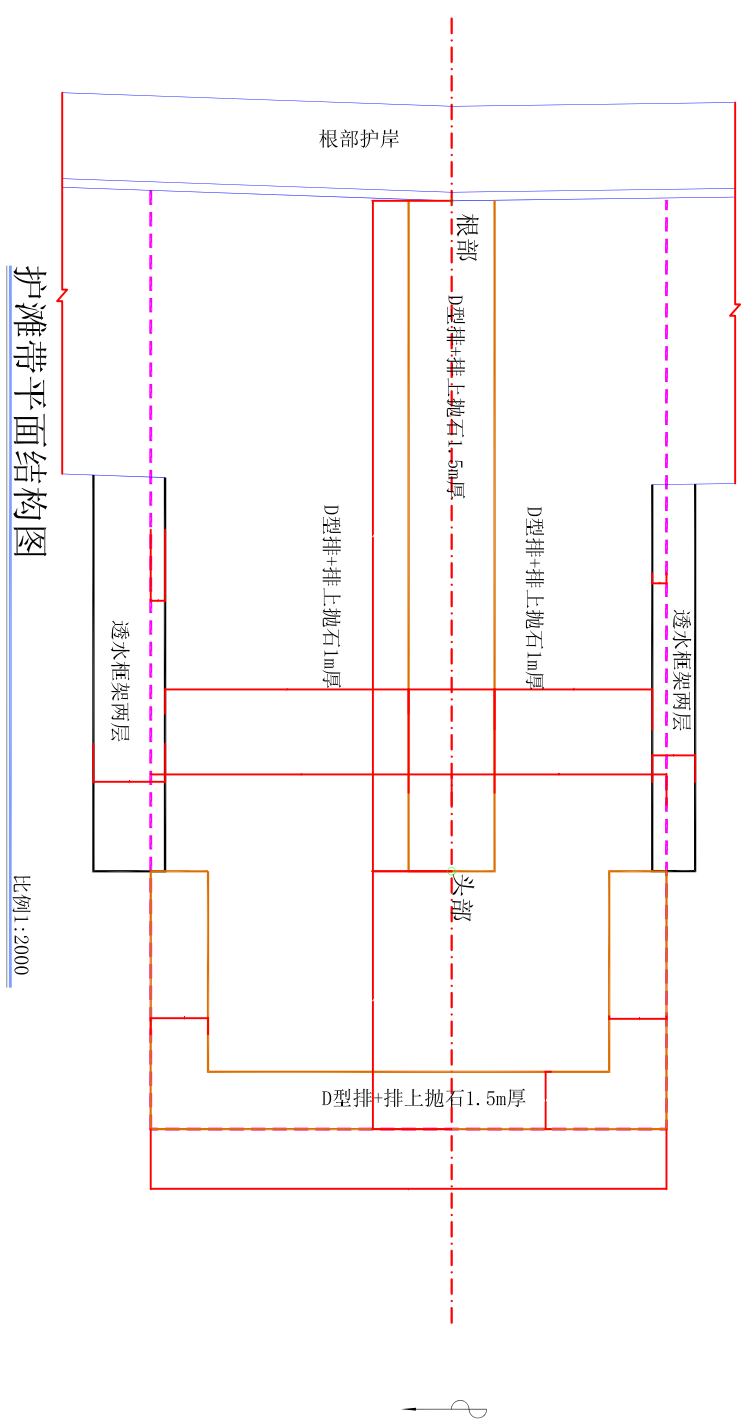 根部护岸
根部
D型排+排上抛石1.5m厚
D型排+排上抛石1m厚
D型排+排上抛石1m厚
透水框架两层
透水框架两层
头部
D型排+排上抛石1.5m厚
护滩带平面结构图
比例1:2000